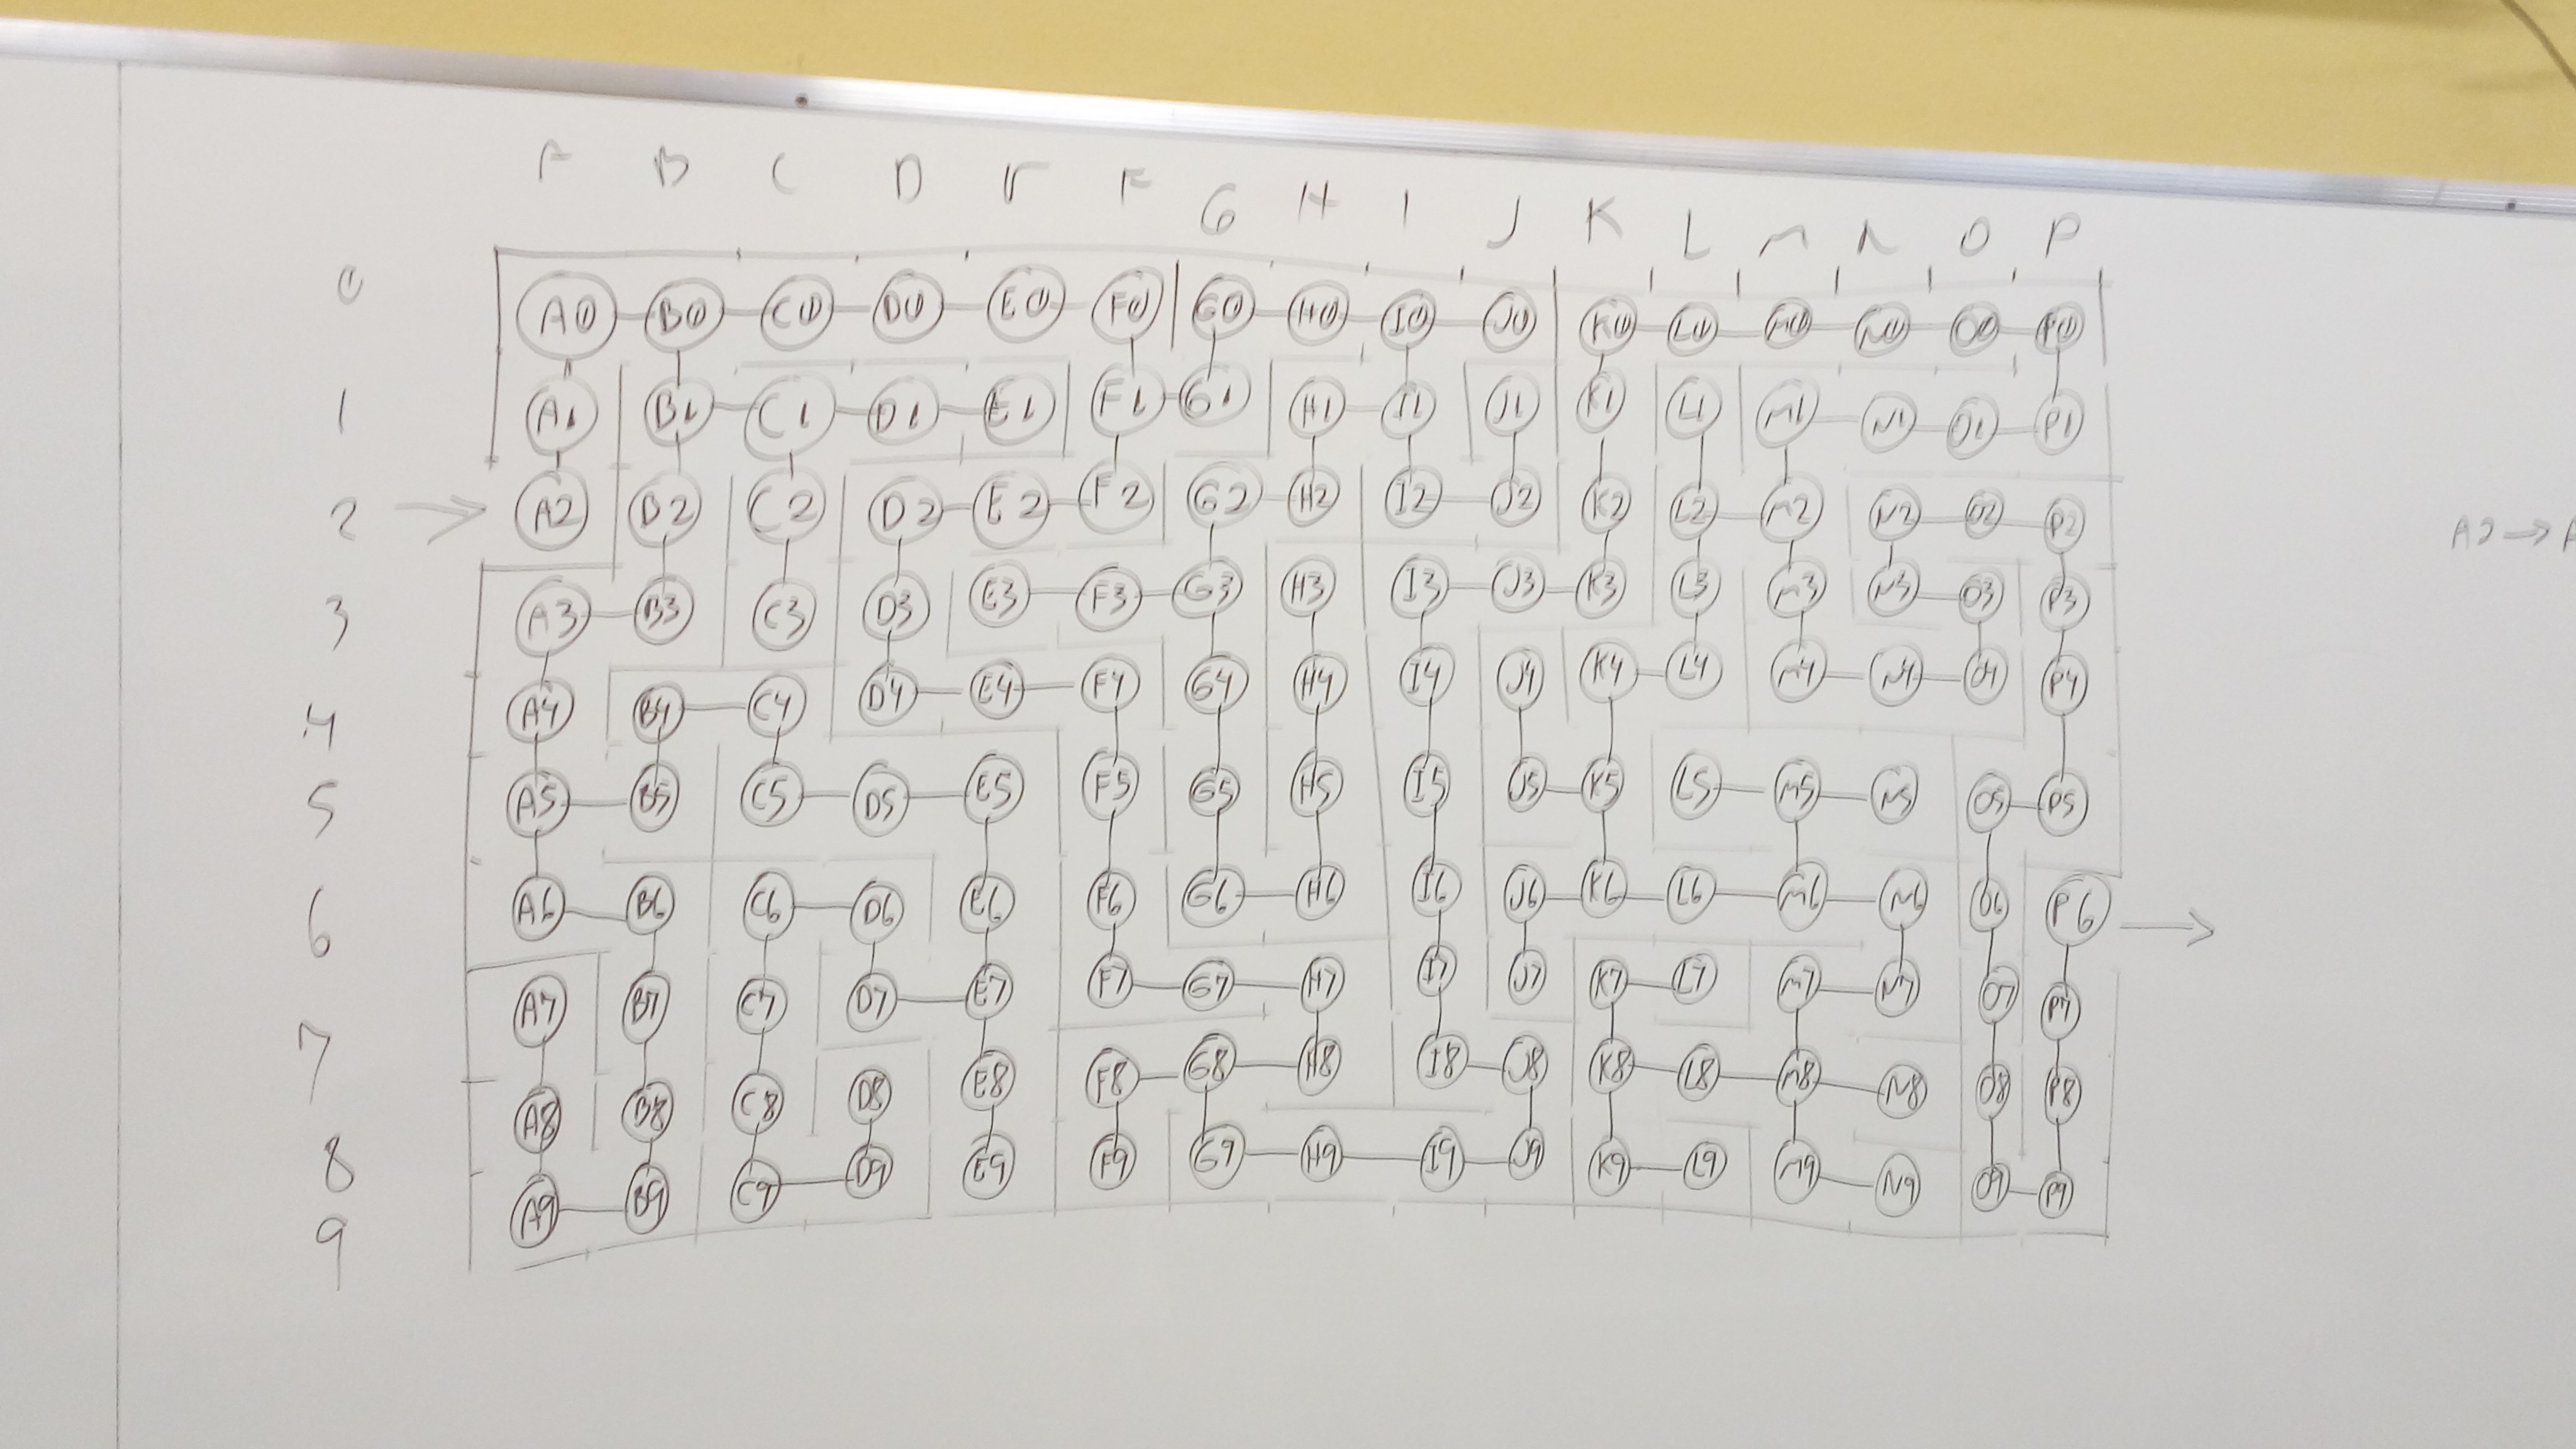 A B C D E F G H I J K L M N O P
0 A0 B0 C0 D0 E0 F0 G0 H0 I0 J0 K0 L0 M0 N0 O0 P0
1 A1 B1 C1 D1 E1 F1 G1 H1 I1 J1 K1 L1 M1 N1 O1 P1
2 → A2 B2 C2 D2 E2 F2 G2 H2 I2 J2 K2 L2 M2 N2 O2 P2
A2 →
3 A3 B3 C3 D3 E3 F3 G3 H3 I3 J3 K3 L3 M3 N3 O3 P3
4 A4 B4 C4 D4 E4 F4 G4 H4 I4 J4 K4 L4 M4 N4 O4 P4
5 A5 B5 C5 D5 E5 F5 G5 H5 I5 J5 K5 L5 M5 N5 O5 P5
6 A6 B6 C6 D6 E6 F6 G6 H6 I6 J6 K6 L6 M6 N6 O6 P6 →
7 A7 B7 C7 D7 E7 F7 G7 H7 I7 J7 K7 L7 M7 N7 O7 P7
8 A8 B8 C8 D8 E8 F8 G8 H8 I8 J8 K8 L8 M8 N8 O8 P8
9 A9 B9 C9 D9 E9 F9 G9 H9 I9 J9 K9 L9 M9 N9 O9 P9